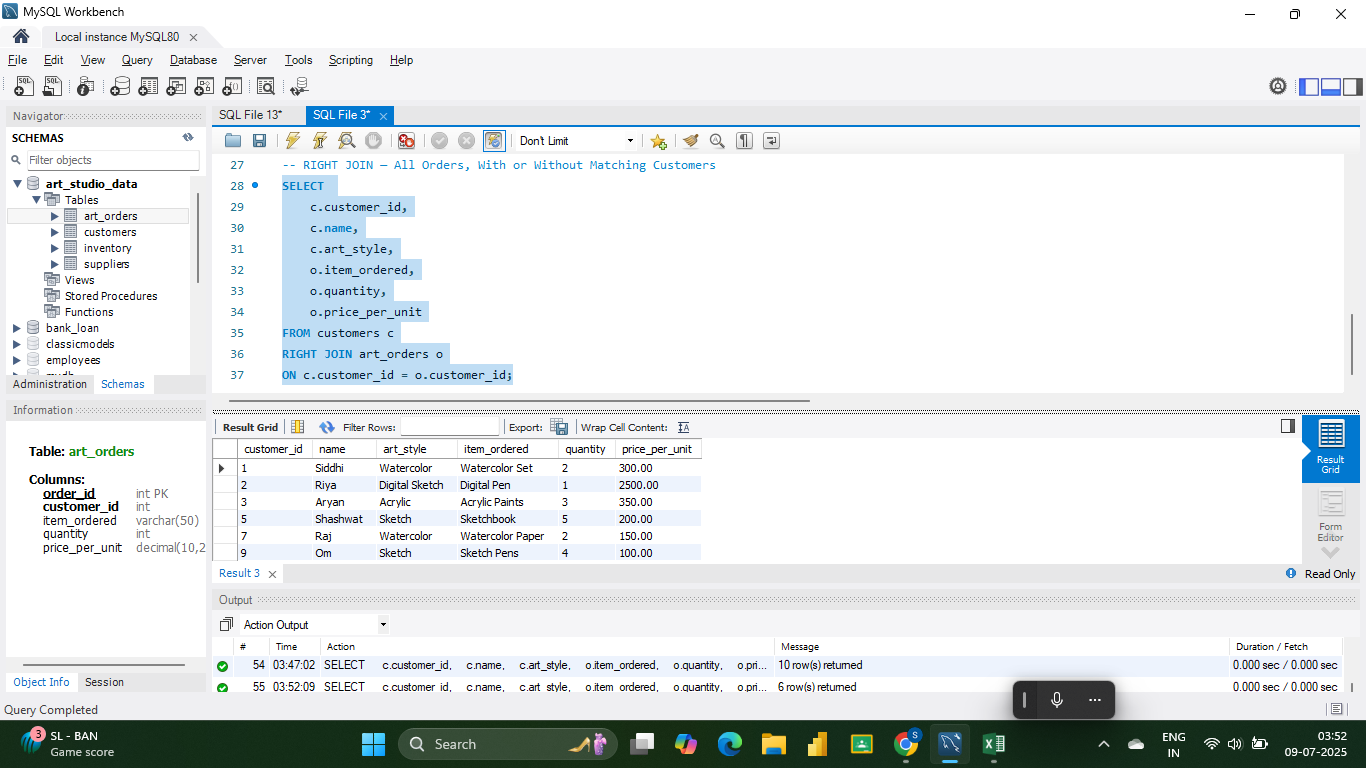 MySQL Workbench
Local instance MySQL80
File Edit View Query Database Server Tools Scripting Help
Navigator
SCHEMAS
Filter objects
art_studio_data
Tables
art_orders
customers
inventory
suppliers
Views
Stored Procedures
Functions
bank_loan
classicmodels
employees
Administration Schemas
Information
Table: art_orders
Columns:
order_id int PK
customer_id int
item_ordered varchar(50)
quantity int
price_per_unit decimal(10,2
Object Info Session
SQL File 13* SQL File 3*
Don't Limit
27 -- RIGHT JOIN — All Orders, With or Without Matching Customers
28 SELECT
29 c.customer_id,
30 c.name,
31 c.art_style,
32 o.item_ordered,
33 o.quantity,
34 o.price_per_unit
35 FROM customers c
36 RIGHT JOIN art_orders o
37 ON c.customer_id = o.customer_id;
Result Grid Filter Rows: Export: Wrap Cell Content:
customer_id name art_style item_ordered quantity price_per_unit
1 Siddhi Watercolor Watercolor Set 2 300.00
2 Riya Digital Sketch Digital Pen 1 2500.00
3 Aryan Acrylic Acrylic Paints 3 350.00
5 Shashwat Sketch Sketchbook 5 200.00
7 Raj Watercolor Watercolor Paper 2 150.00
9 Om Sketch Sketch Pens 4 100.00
Result Grid
Form Editor
Result 3
Read Only
Output
Action Output
# Time Action Message Duration / Fetch
54 03:47:02 SELECT c.customer_id, c.name, c.art_style, o.item_ordered, o.quantity, o.pri... 10 row(s) returned 0.000 sec / 0.000 sec
55 03:52:09 SELECT c.customer_id, c.name, c.art_style, o.item_ordered, o.quantity, o.pri... 6 row(s) returned 0.000 sec / 0.000 sec
Query Completed
3
SL - BAN
Game score
Search
S
ENG
IN
03:52
09-07-2025